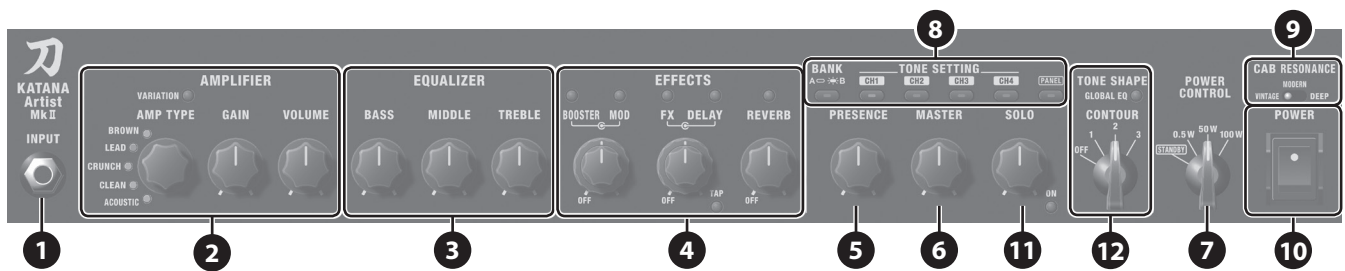 8
9
刀
KATANA
Artist
MkⅡ
INPUT
1
AMPLIFIER
VARIATION
AMP TYPE GAIN VOLUME
BROWN
LEAD
CRUNCH
CLEAN
ACOUSTIC
2
EQUALIZER
BASS MIDDLE TREBLE
3
EFFECTS
BOOSTER MOD FX DELAY REVERB
OFF OFF TAP OFF
4
BANK TONE SETTING
A B CH1 CH2 CH3 CH4 PANEL
PRESENCE MASTER SOLO
ON
5 6 11
TONE SHAPE
GLOBAL EQ
CONTOUR
OFF 1 2 3
12
POWER
CONTROL
STANDBY 0.5 W 50 W 100 W
7
CAB RESONANCE
MODERN
VINTAGE DEEP
POWER
10